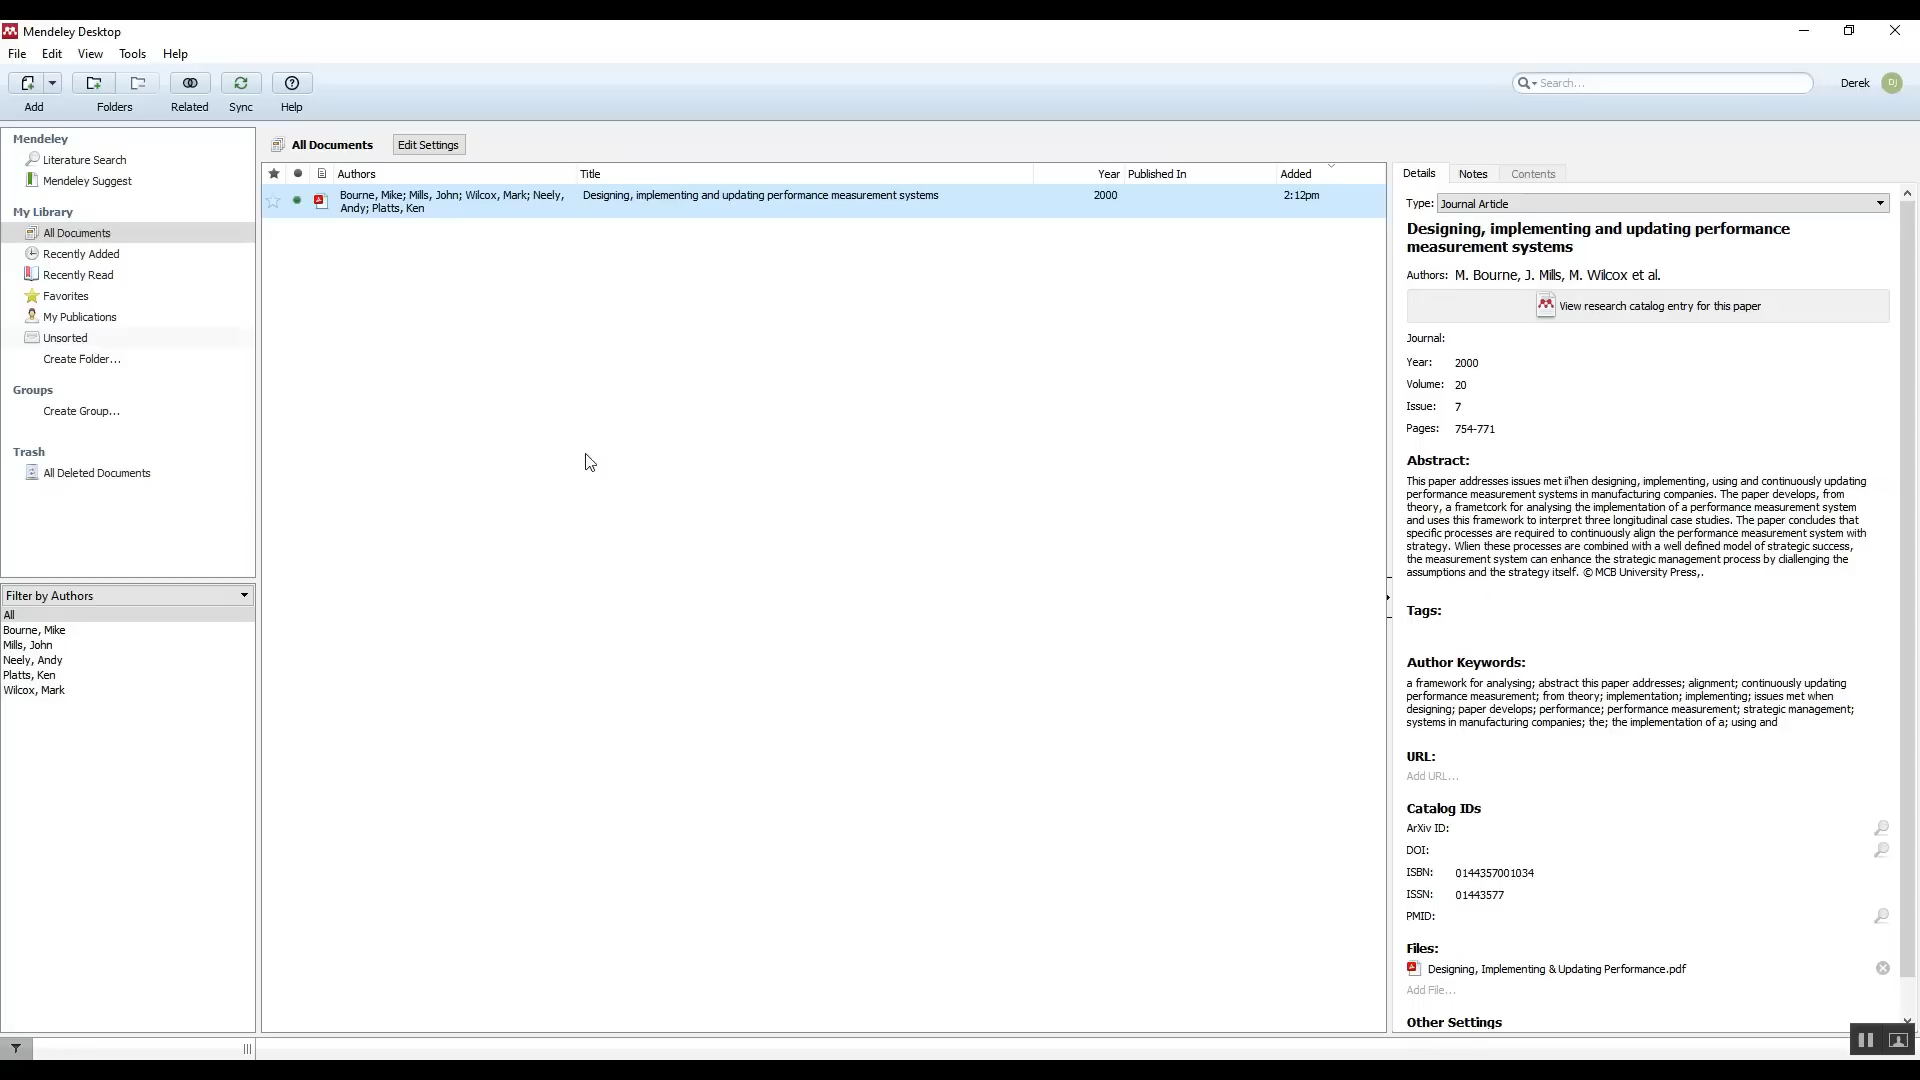 Mendeley Desktop
File Edit View Tools Help
Add Folders Related Sync Help
Search...
Derek DJ
Mendeley
Literature Search
Mendeley Suggest
My Library
All Documents
Recently Added
Recently Read
Favorites
My Publications
Unsorted
Create Folder...
Groups
Create Group...
Trash
All Deleted Documents
Filter by Authors
All
Bourne, Mike
Mills, John
Neely, Andy
Platts, Ken
Wilcox, Mark
All Documents Edit Settings
Authors Title Year Published In Added
Bourne, Mike; Mills, John; Wilcox, Mark; Neely, Designing, implementing and updating performance measurement systems 2000 2:12pm
Andy; Platts, Ken
Details Notes Contents
Type: Journal Article
Designing, implementing and updating performance
measurement systems
Authors: M. Bourne, J. Mills, M. Wilcox et al.
View research catalog entry for this paper
Journal:
Year: 2000
Volume: 20
Issue: 7
Pages: 754-771
Abstract:
This paper addresses issues met ii'hen designing, implementing, using and continuously updating
performance measurement systems in manufacturing companies. The paper develops, from
theory, a frametcork for analysing the implementation of a performance measurement system
and uses this framework to interpret three longitudinal case studies. The paper concludes that
specific processes are required to continuously align the performance measurement system with
strategy. Wlien these processes are combined with a well defined model of strategic success,
the measurement system can enhance the strategic management process by cliallenging the
assumptions and the strategy itself. © MCB University Press,.
Tags:
Author Keywords:
a framework for analysing; abstract this paper addresses; alignment; continuously updating
performance measurement; from theory; implementation; implementing; issues met when
designing; paper develops; performance; performance measurement; strategic management;
systems in manufacturing companies; the; the implementation of a; using and
URL:
Add URL...
Catalog IDs
ArXiv ID:
DOI:
ISBN: 0144357001034
ISSN: 01443577
PMID:
Files:
Designing, Implementing & Updating Performance.pdf
Add File...
Other Settings